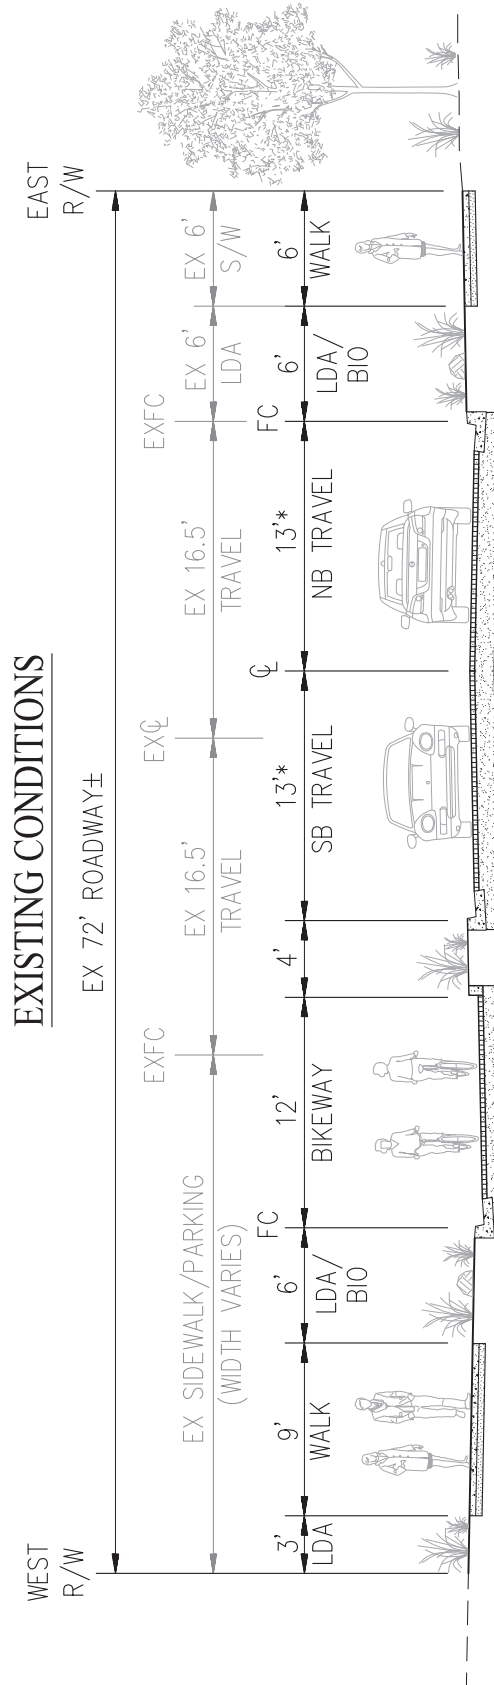 EXISTING CONDITIONS
EX 72' ROADWAY±
WEST
R/W
EAST
R/W
EX SIDEWALK/PARKING
(WIDTH VARIES)
EXFC
EX 16.5'
TRAVEL
EX℄
EX 16.5'
TRAVEL
EXFC
EX 6'
LDA
EX 6'
S/W
3'
LDA
9'
WALK
6'
LDA/
BIO
FC
12'
BIKEWAY
4'
13'*
SB TRAVEL
℄
13'*
NB TRAVEL
FC
6'
LDA/
BIO
6'
WALK